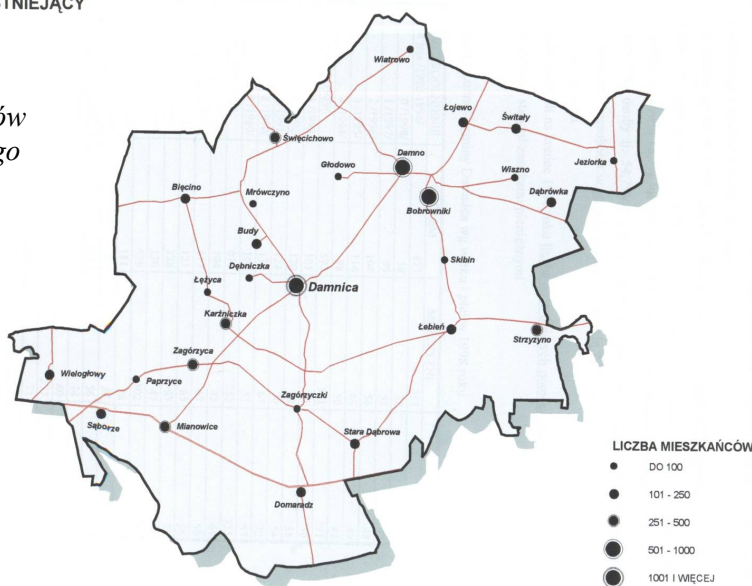 TNIEJĄCY
ów
go
Wiatrowo
Łojewo
Świtały
Święcichowo
Damno
Głodowo
Jeziorka
Wiszno
Bięcino
Mrówczyno
Dąbrówka
Bobrowniki
Budy
Skibin
Dębniczka
Łężyca
Damnica
Karżniczka
Łebień
Strzyżyno
Zagórzyca
Wielogłowy
Paprzyce
Zagórzyczki
Sąborze
Mianowice
Stara Dąbrowa
Domaradz
LICZBA MIESZKAŃCÓW
DO 100
101 - 250
251 - 500
501 - 1000
1001 I WIĘCEJ